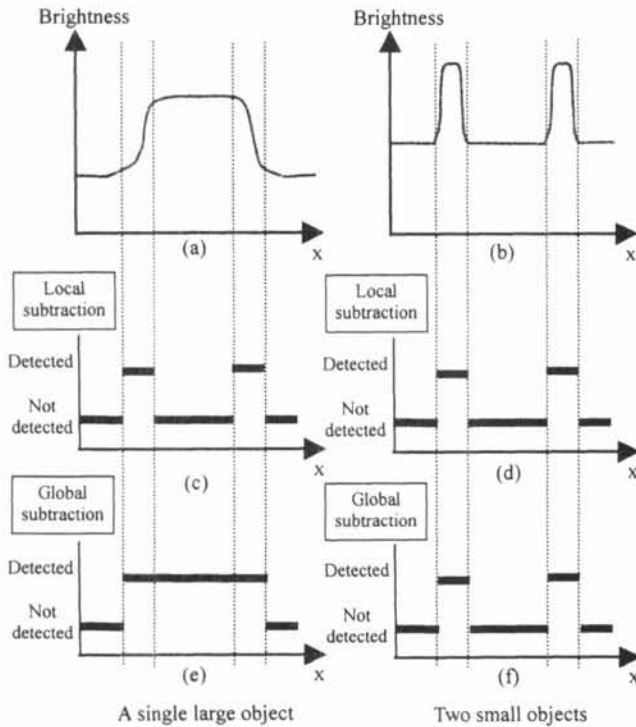 Brightness
Brightness
x
x
(a)
(b)
Local
subtraction
Local
subtraction
Detected
Detected
Not
detected
Not
detected
x
x
(c)
(d)
Global
subtraction
Global
subtraction
Detected
Detected
Not
detected
Not
detected
x
x
(e)
(f)
A single large object
Two small objects